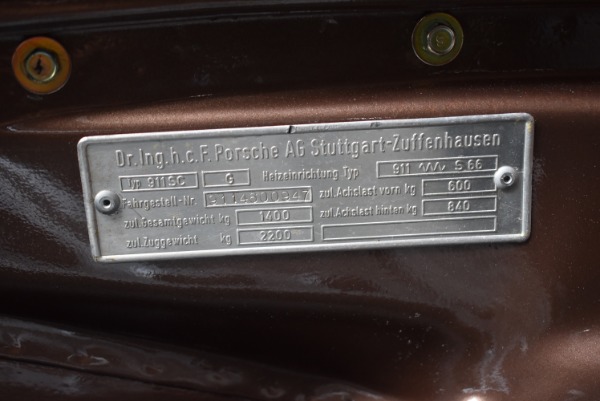 Dr. Ing. h. c. F. Porsche AG Stuttgart-Zuffenhausen
Typ 911SC G Heizeinrichtung Typ 911 S 66
Fahrgestell-Nr. zul Achslast vorn kg 600
zul Gesamtgewicht kg 1400 zul. Achslast hinten kg 840
zul. Zuggewicht kg 2200